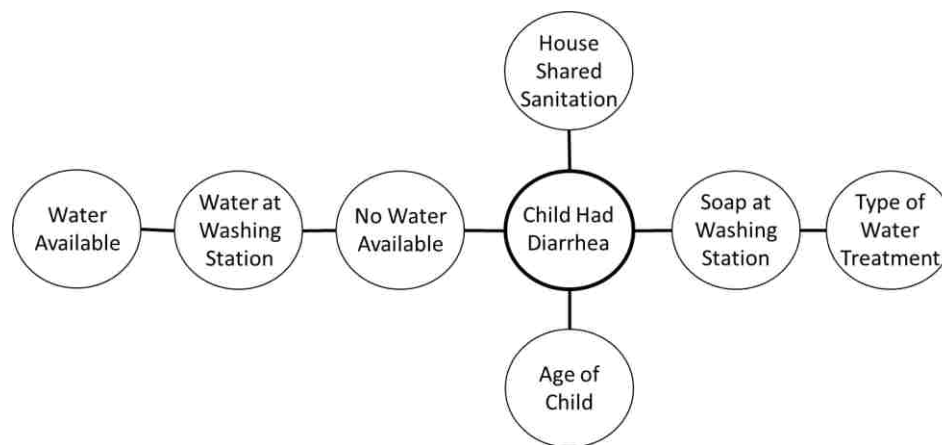 House
Shared
Sanitation
Water
Available
Water at
Washing
Station
No Water
Available
Child Had
Diarrhea
Soap at
Washing
Station
Type of
Water
Treatment
Age of
Child